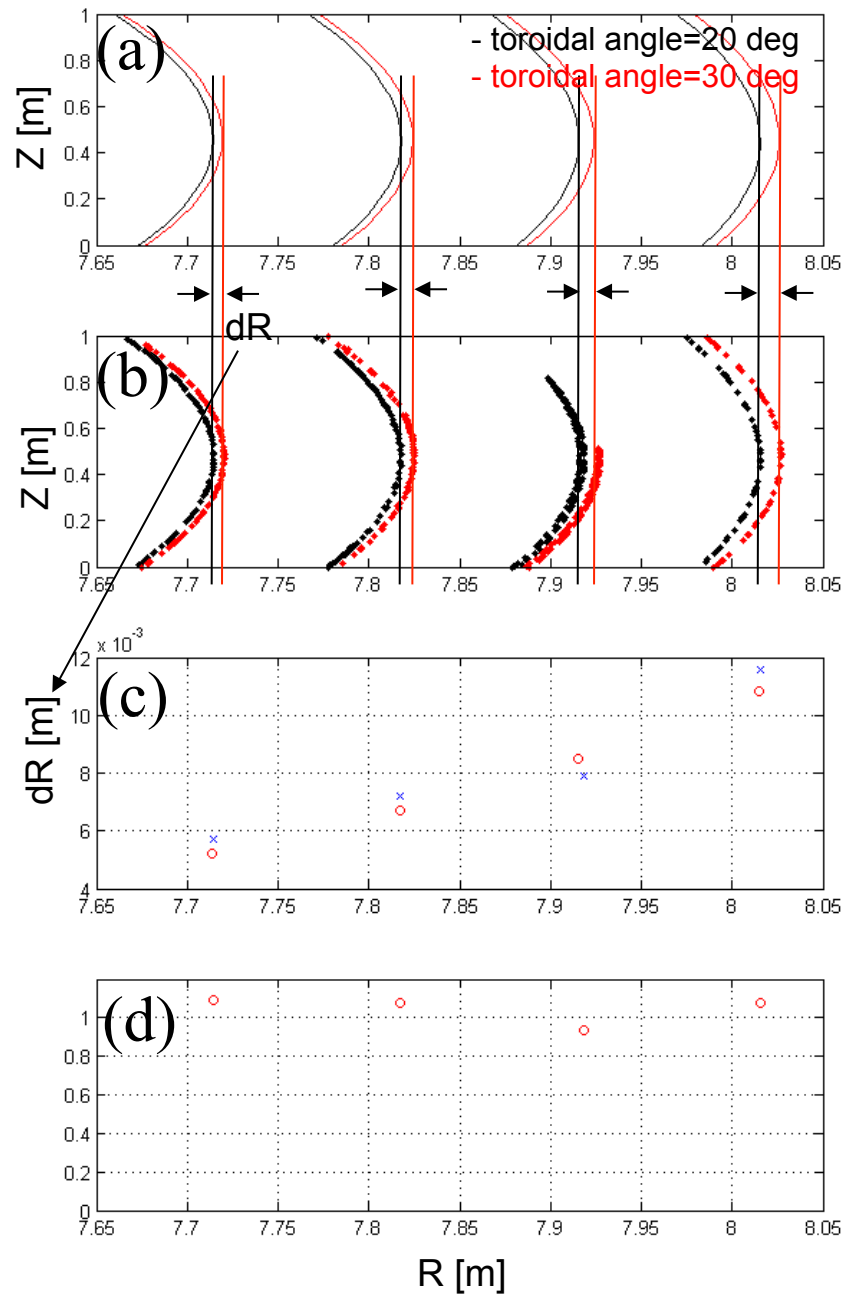 (a)
- toroidal angle=20 deg
- toroidal angle=30 deg
Z [m]
1
0.8
0.6
0.4
0.2
0
7.65 7.7 7.75 7.8 7.85 7.9 7.95 8 8.05
dR
(b)
Z [m]
1
0.8
0.6
0.4
0.2
0
7.65 7.7 7.75 7.8 7.85 7.9 7.95 8 8.05
x 10-3
(c)
dR [m]
12
10
8
6
4
7.65 7.7 7.75 7.8 7.85 7.9 7.95 8 8.05
(d)
1
0.8
0.6
0.4
0.2
0
7.65 7.7 7.75 7.8 7.85 7.9 7.95 8 8.05
R [m]